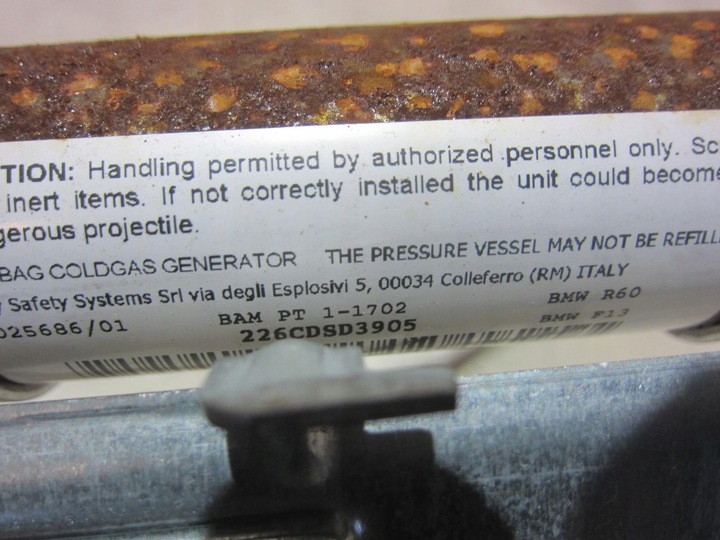 TION: Handling permitted by authorized personnel only. Sc
inert items. If not correctly installed the unit could become
gerous projectile.
BAG COLDGAS GENERATOR THE PRESSURE VESSEL MAY NOT BE REFILL
Safety Systems Srl via degli Esplosivi 5, 00034 Colleferro (RM) ITALY
025686/01 BAM PT 1-1702 BMW R60
226CDSD3905 BMW F13